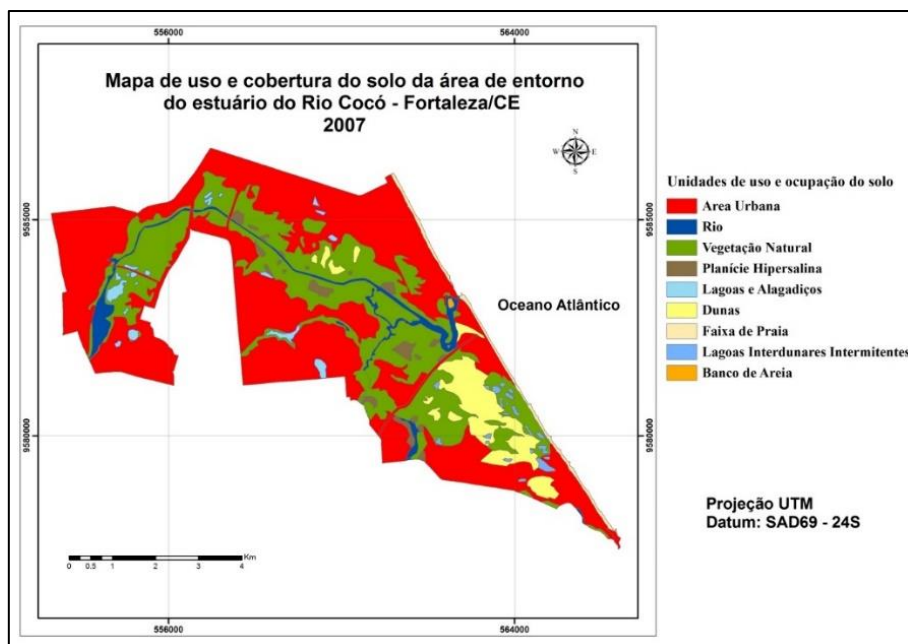 556000
564000
Mapa de uso e cobertura do solo da área de entorno
do estuário do Rio Cocó - Fortaleza/CE
2007
N
W E
S
9585000
9585000
Oceano Atlântico
9580000
9580000
Km
0 0.5 1 2 3 4
556000
564000
Unidades de uso e ocupação do solo
Area Urbana
Rio
Vegetação Natural
Planície Hipersalina
Lagoas e Alagadiços
Dunas
Faixa de Praia
Lagoas Interdunares Intermitentes
Banco de Areia
Projeção UTM
Datum: SAD69 - 24S